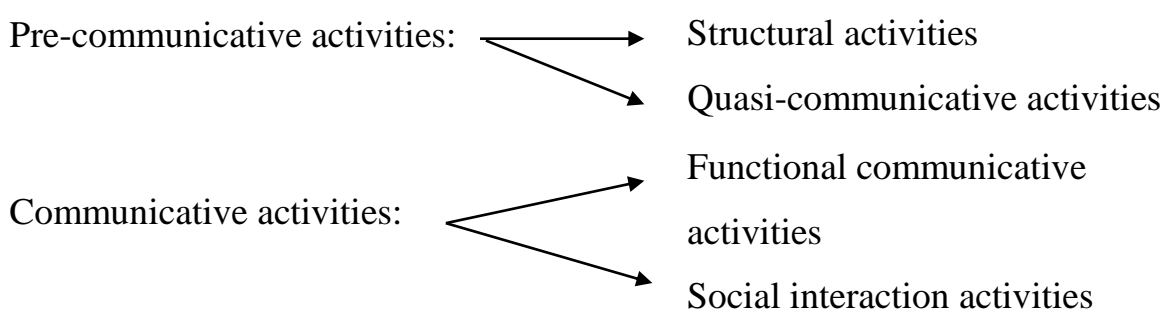 Pre-communicative activities:
Structural activities
Quasi-communicative activities
Communicative activities:
Functional communicative
activities
Social interaction activities